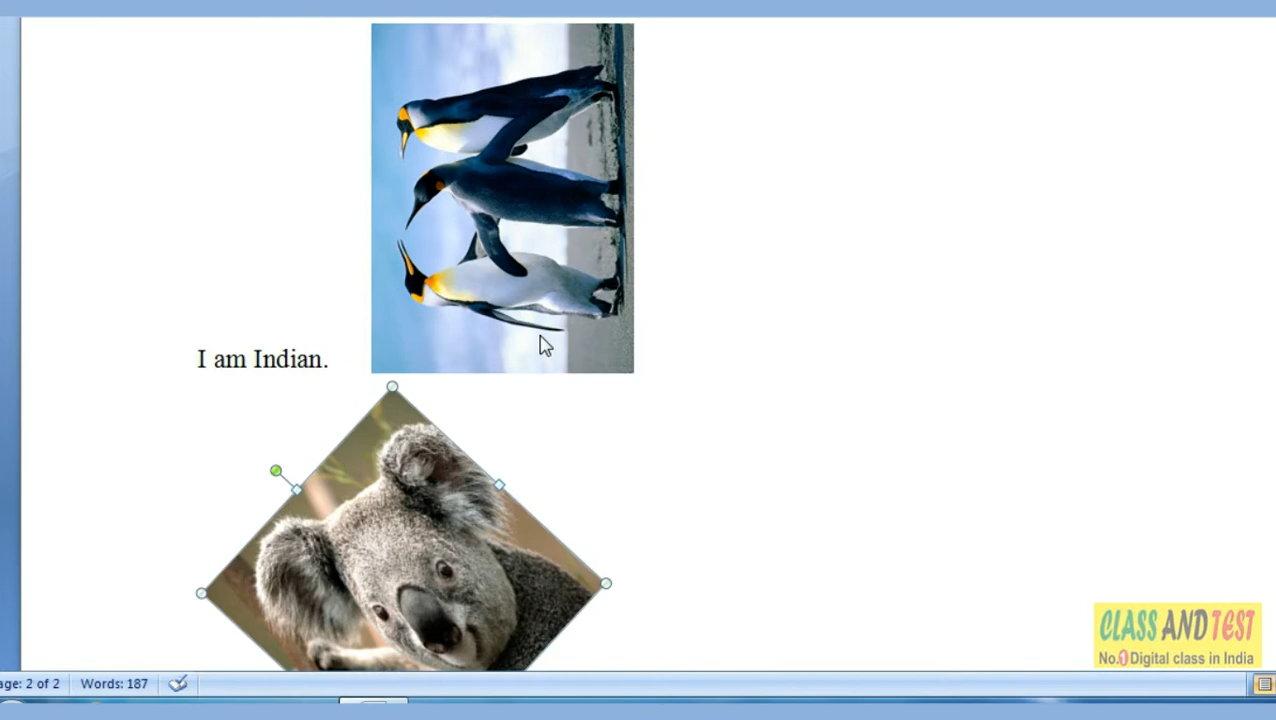 I am Indian.
CLASS AND TEST
No.1 Digital class in India
age: 2 of 2 Words: 187